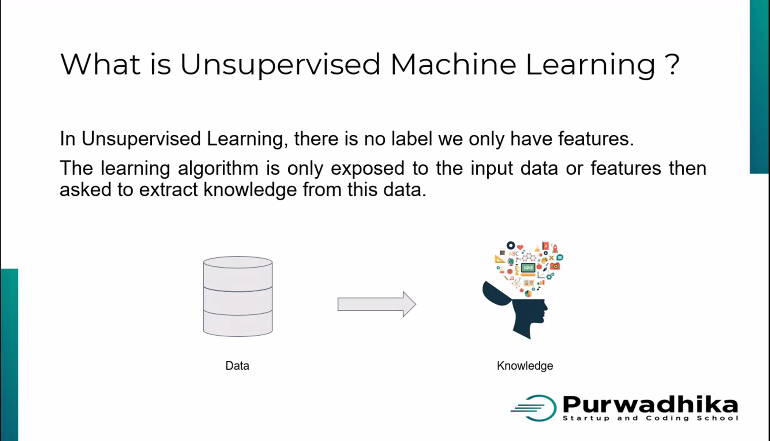 What is Unsupervised Machine Learning ?
In Unsupervised Learning, there is no label we only have features.
The learning algorithm is only exposed to the input data or features then
asked to extract knowledge from this data.
Data
Knowledge
Purwadhika
Startup and Coding School